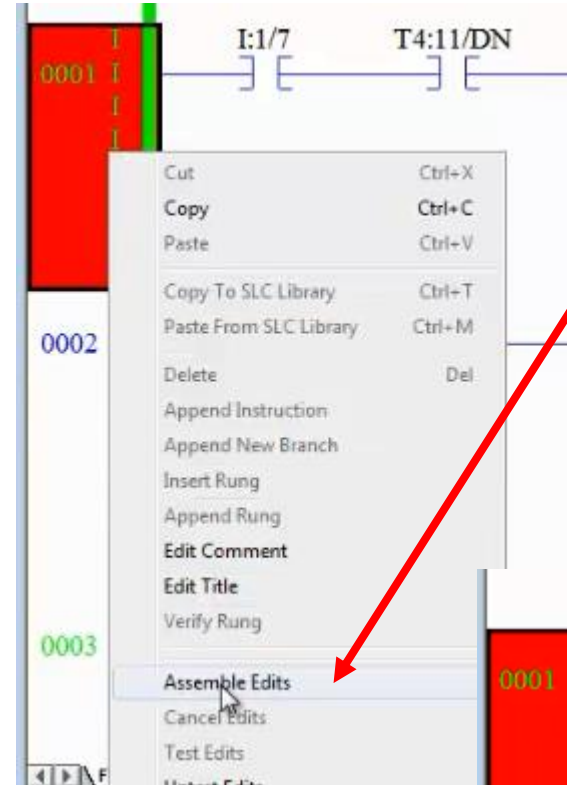 I
I:1/7 T4:11/DN
0001 I
I
I
Cut Ctrl+X
Copy Ctrl+C
Paste Ctrl+V
Copy To SLC Library Ctrl+T
Paste From SLC Library Ctrl+M
0002
Delete Del
Append Instruction
Append New Branch
Insert Rung
Append Rung
Edit Comment
Edit Title
Verify Rung
0003
Assemble Edits
0001
Cancel Edits
Test Edits
F
Untest Edits